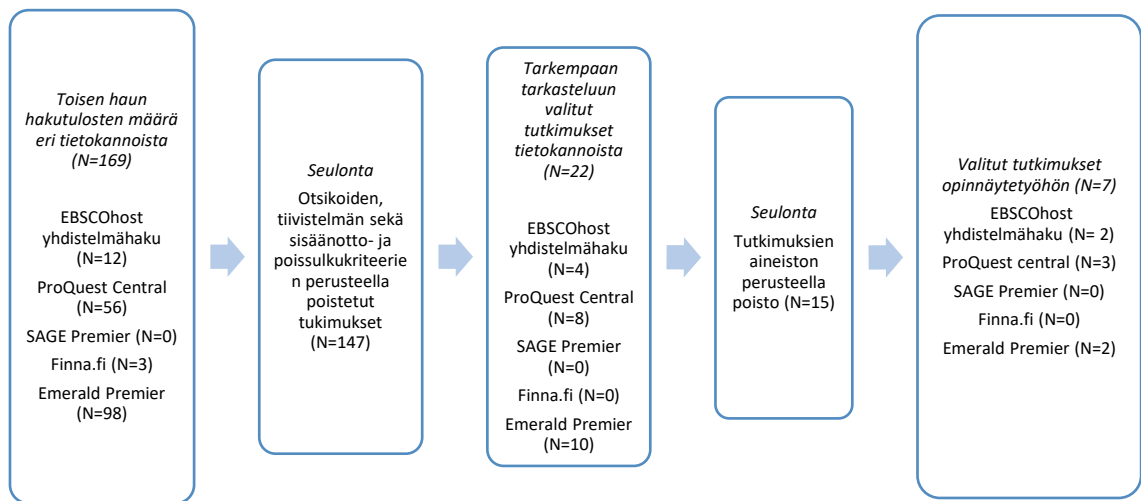 Toisen haun
hakutulosten määrä
eri tietokannoista
(N=169)
EBSCOhost
yhdistelmähaku
(N=12)
ProQuest Central
(N=56)
SAGE Premier (N=0)
Finna.fi (N=3)
Emerald Premier
(N=98)
Seulonta
Otsikoiden,
tiivistelmän sekä
sisäänotto- ja
poissulkukriteerie
n perusteella
poistetut
tukimukset
(N=147)
Tarkempaan
tarkasteluun
valitut
tutkimukset
tietokannoista
(N=22)
EBSCOhost
yhdistelmähaku
(N=4)
ProQuest Central
(N=8)
SAGE Premier
(N=0)
Finna.fi (N=0)
Emerald Premier
(N=10)
Seulonta
Tutkimuksien
aineiston
perusteella
poisto (N=15)
Valitut tutkimukset
opinnäytetyöhön (N=7)
EBSCOhost
yhdistelmähaku (N= 2)
ProQuest central (N=3)
SAGE Premier (N=0)
Finna.fi (N=0)
Emerald Premier (N=2)